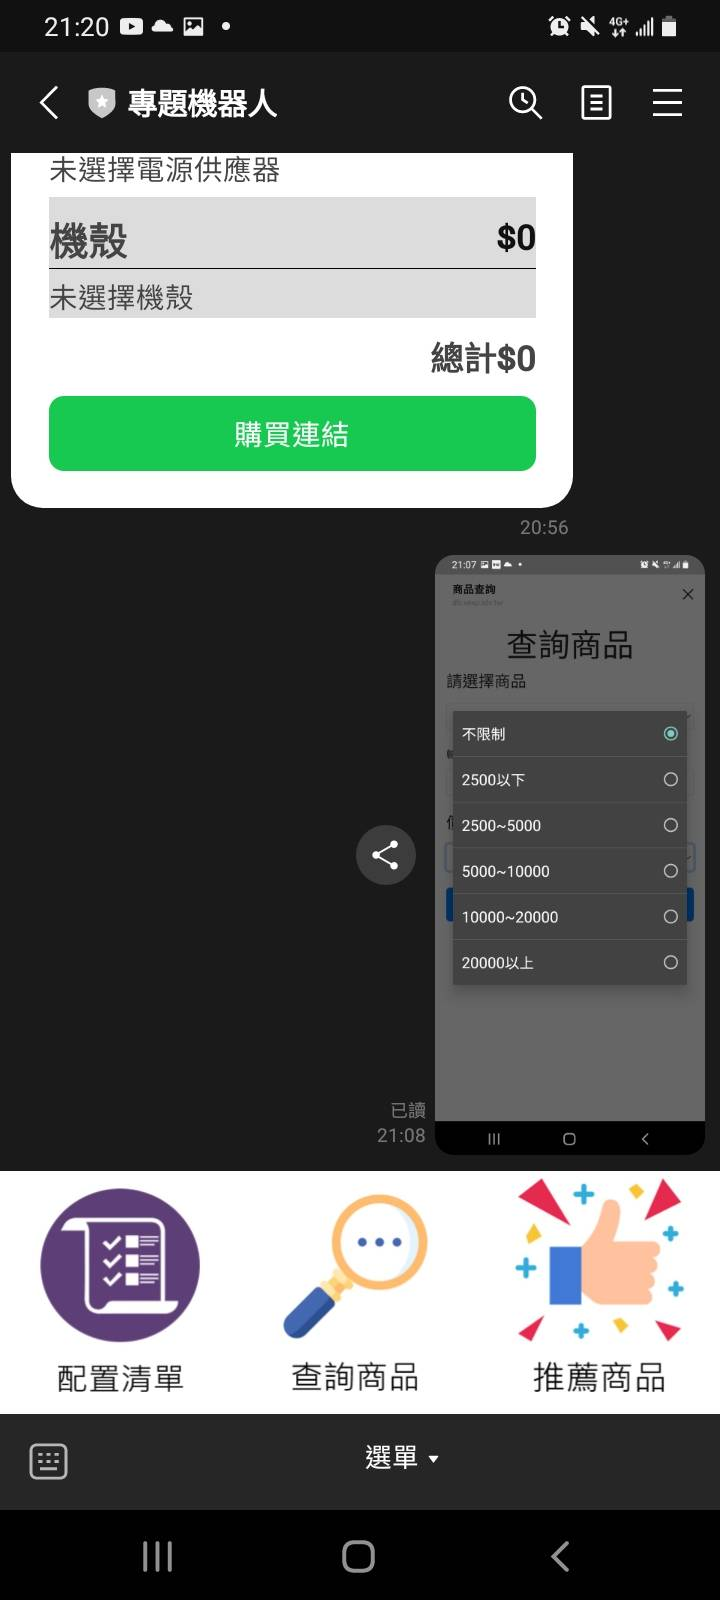 21:20
4G+
專題機器人
未選擇電源供應器
機殼 $0
未選擇機殼
總計$0
購買連結
20:56
21:07
商品查詢
查詢商品
請選擇商品
不限制
2500以下
2500~5000
5000~10000
10000~20000
20000以上
已讀
21:08
配置清單
查詢商品
推薦商品
選單